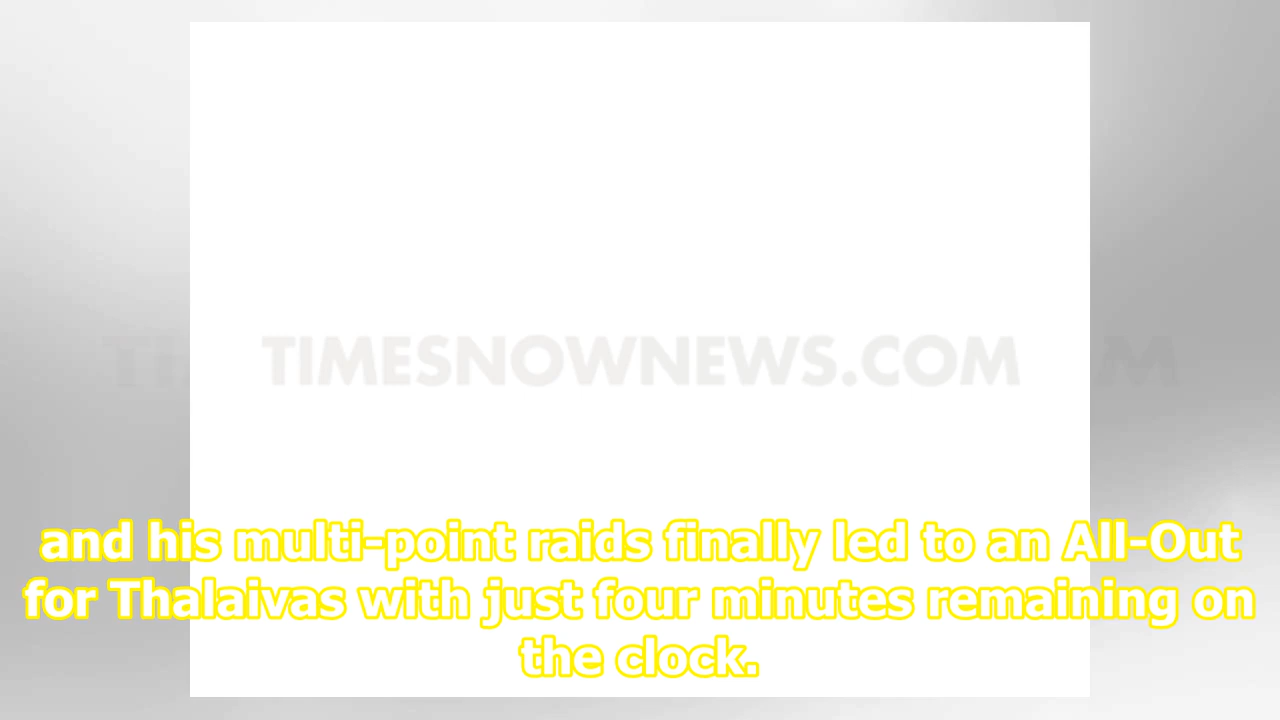 TIMESNOWNEWS.COM
and his multi-point raids finally led to an All-Out
for Thalaivas with just four minutes remaining on
the clock.